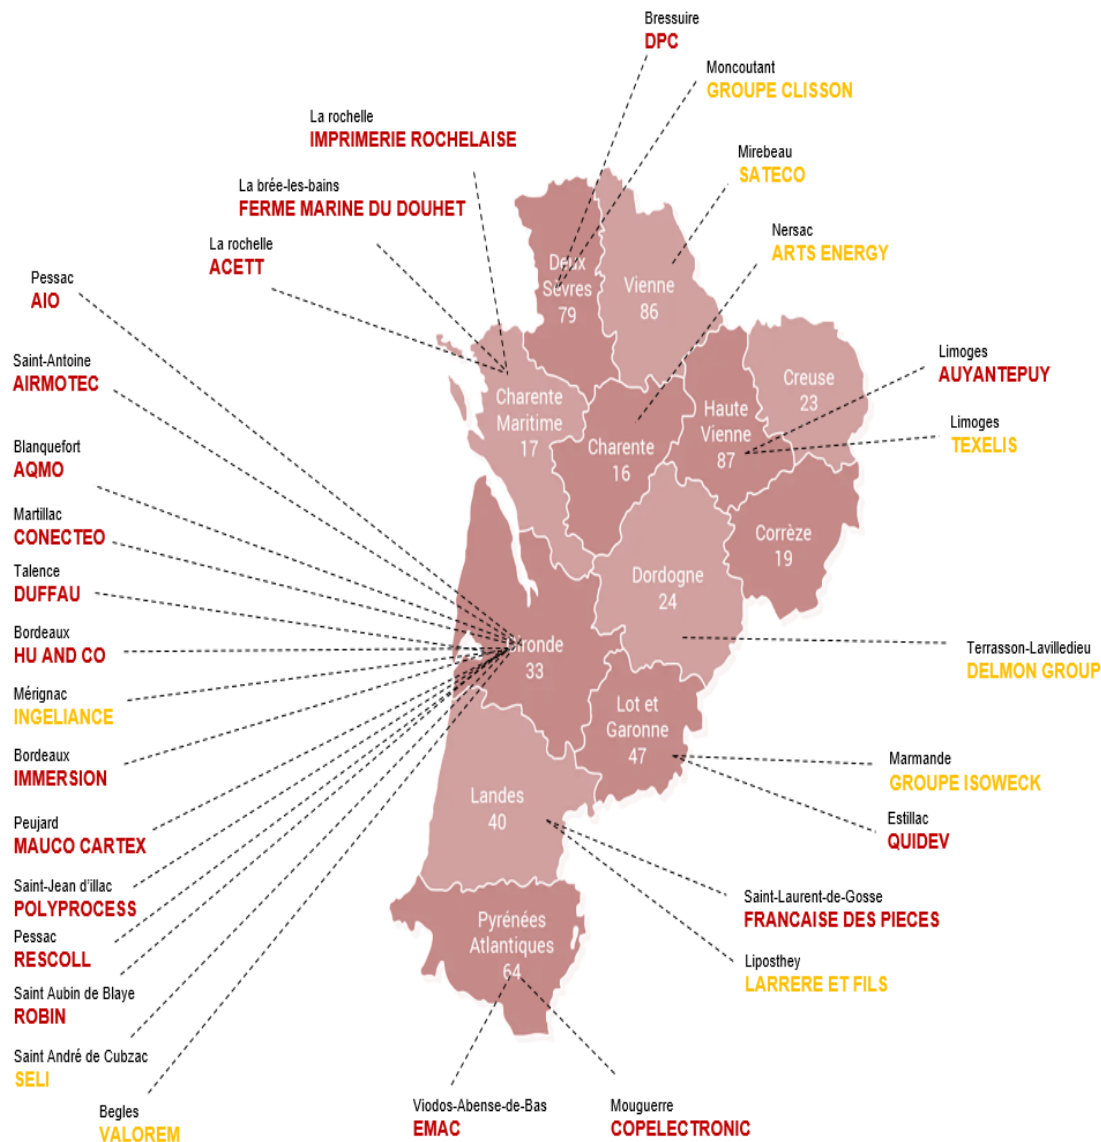 Bressuire
DPC
Moncoutant
GROUPE CLISSON
La rochelle
IMPRIMERIE ROCHELAISE
Mirebeau
SATECO
La brée-les-bains
FERME MARINE DU DOUHET
Nersac
ARTS ENERGY
La rochelle
ACETT
Pessac
AIO
Saint-Antoine
AIRMOTEC
Blanquefort
AQMO
Martillac
CONECTEO
Talence
DUFFAU
Bordeaux
HU AND CO
Mérignac
INGELIANCE
Bordeaux
IMMERSION
Peujard
MAUCO CARTEX
Saint-Jean d'illac
POLYPROCESS
Pessac
RESCOLL
Saint Aubin de Blaye
ROBIN
Saint André de Cubzac
SELI
Begles
VALOREM
Deux
Sèvres
79
Vienne
86
Charente
Maritime
17
Charente
16
Haute
Vienne
87
Creuse
23
Corrèze
19
Dordogne
24
Gironde
33
Lot et
Garonne
47
Landes
40
Pyrénées
Atlantiques
64
Limoges
AUYANTEPUY
Limoges
TEXELIS
Terrasson-Lavilledieu
DELMON GROUP
Marmande
GROUPE ISOWECK
Estillac
QUIDEV
Saint-Laurent-de-Gosse
FRANCAISE DES PIECES
Liposthey
LARRERE ET FILS
Viodos-Abense-de-Bas
EMAC
Mouguerre
COPELECTRONIC